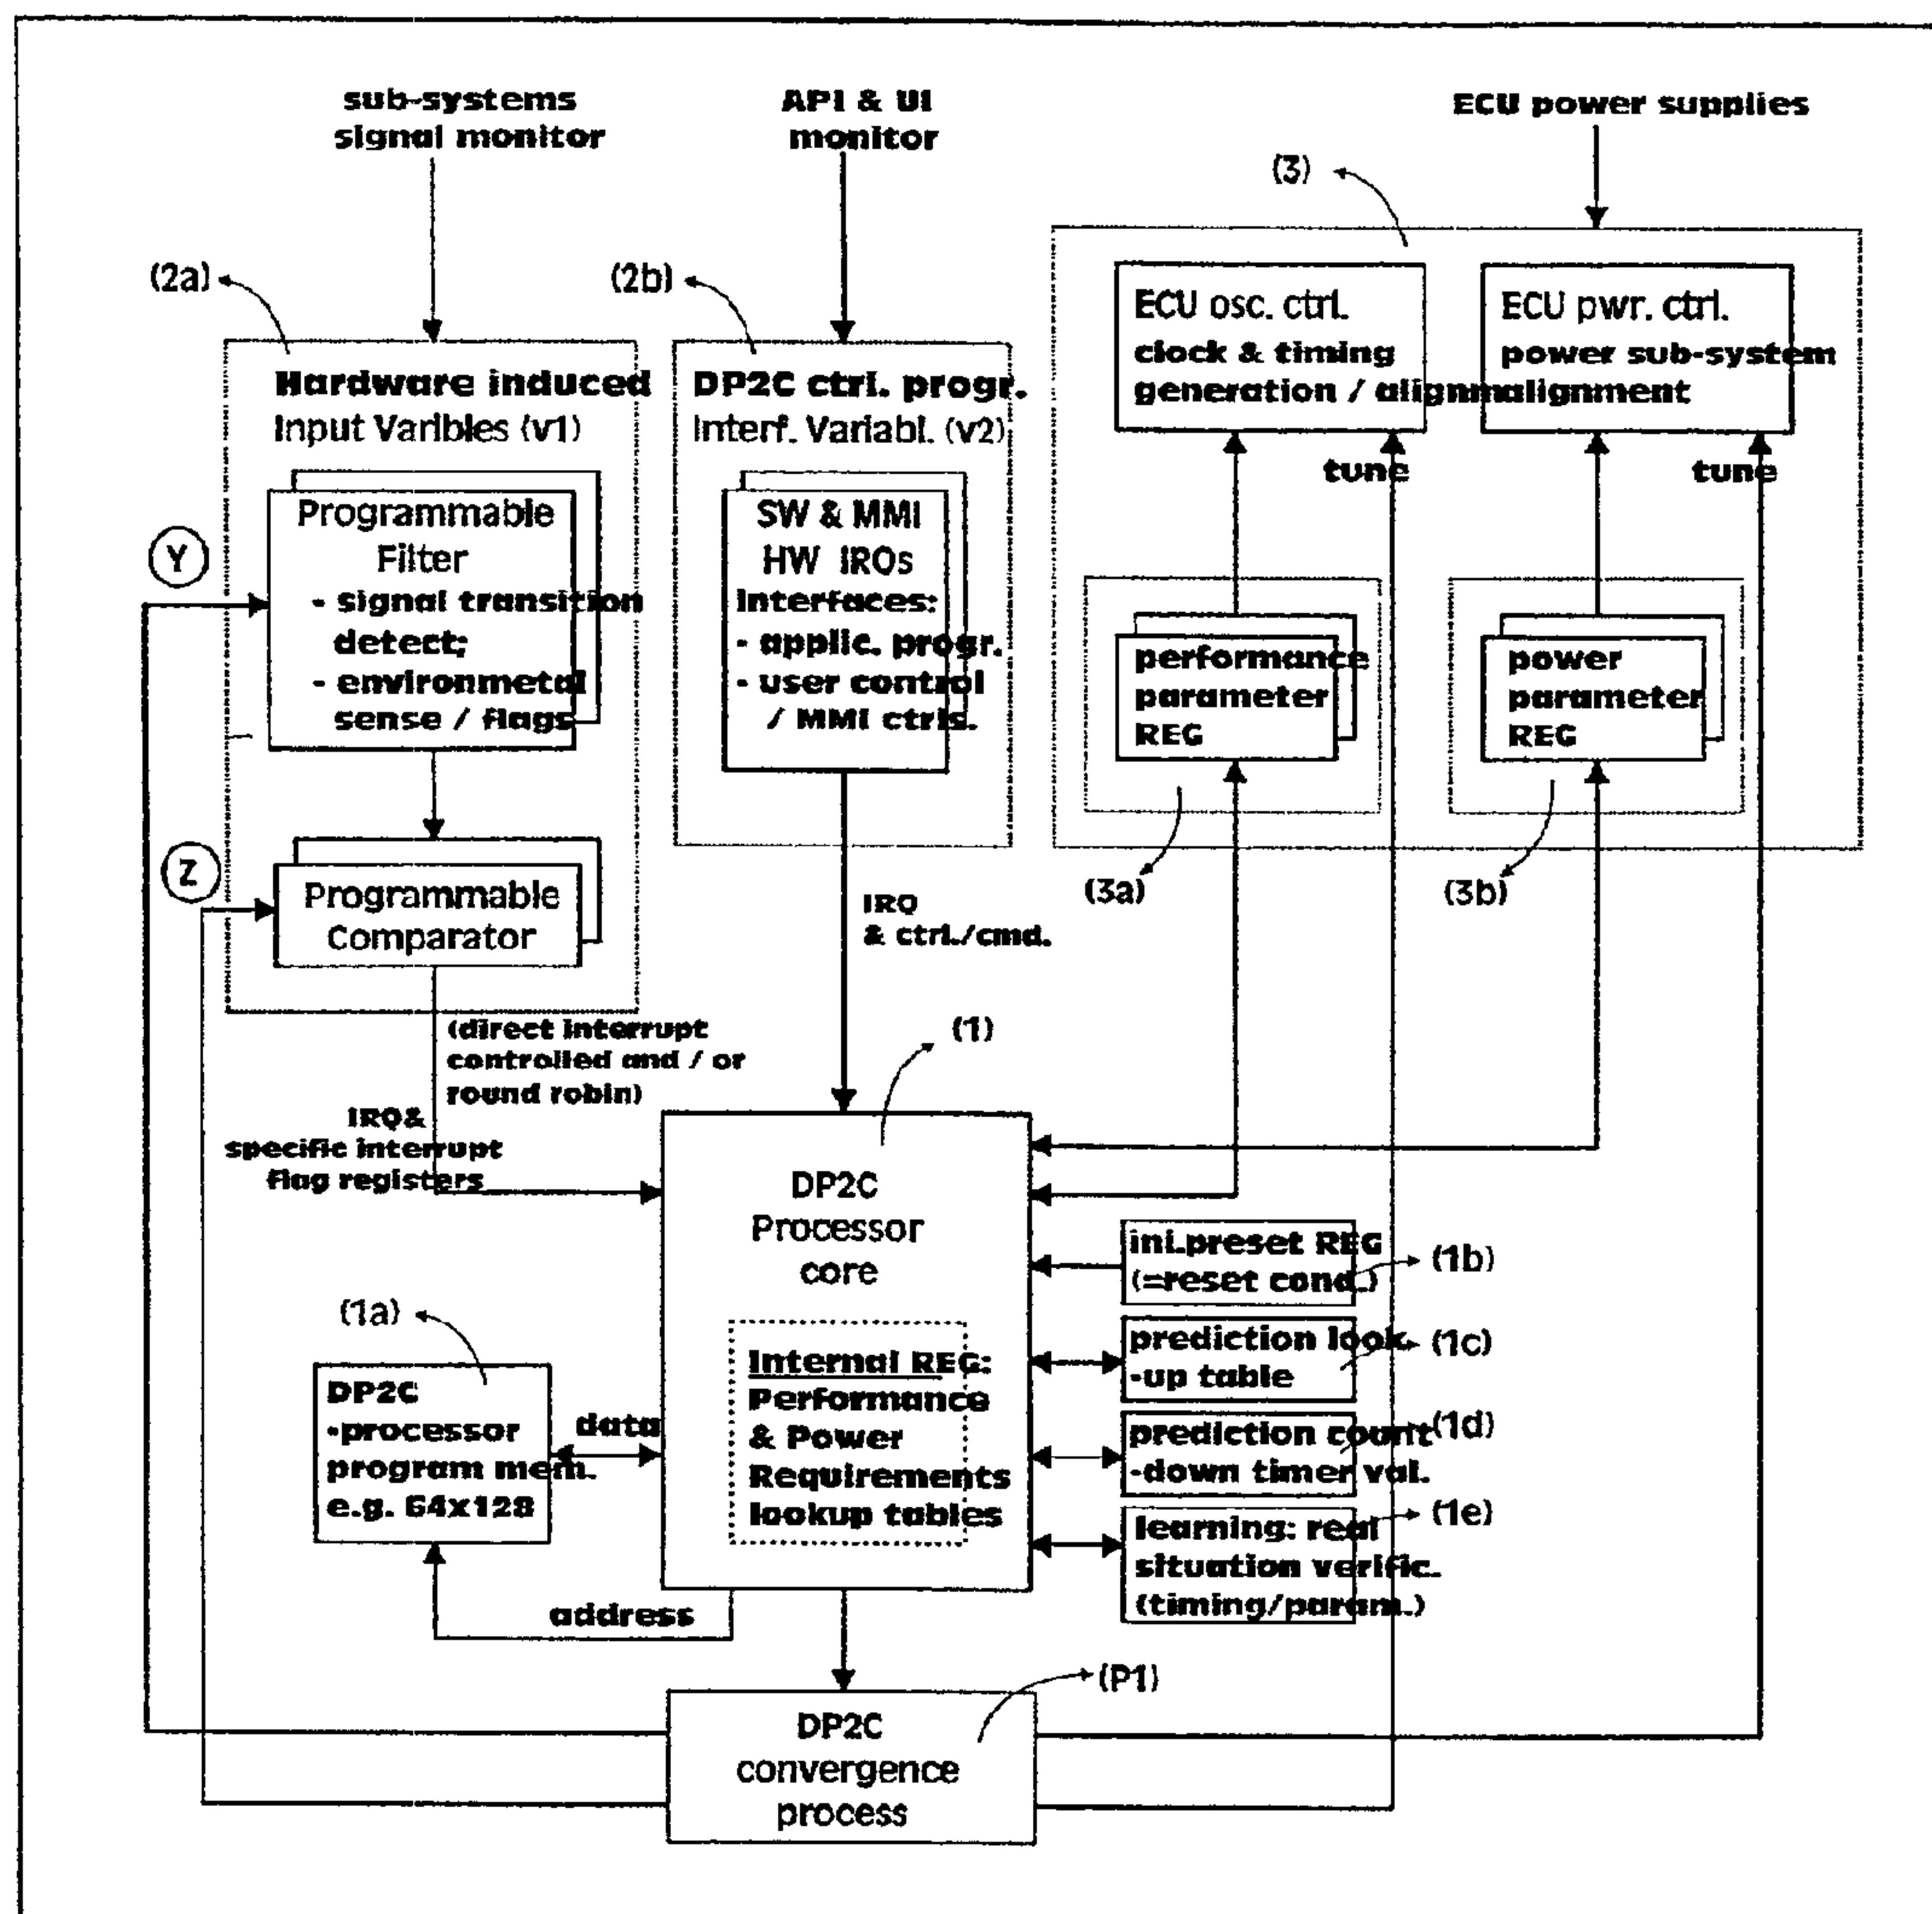 sub-systems
signal monitor
API & UI
monitor
ECU power supplies
(3)
(2a)
(2b)
ECU osc. ctrl.
clock & timing
generation / alignm
ECU pwr. ctrl.
power sub-system
alignment
tune
tune
Hardware induced
Input Varibles (v1)
DP2C ctrl. progr.
Interf. Variabl. (v2)
Programmable
Filter
- signal transition
detect;
- environmetal
sense / flags
Y
SW & MMI
HW IRQs
Interfaces:
- applic. progr.
- user control
/ MMI ctrls.
performance
parameter
REG
power
parameter
REG
(3a)
(3b)
Z
Programmable
Comparator
IRQ
& ctrl./cmd.
(direct interrupt
controlled and / or
round robin)
IRQ&
specific interrupt
flag registers
(1)
DP2C
Processor
core
Internal REG:
Performance
& Power
Requirements
lookup tables
(1a)
DP2C
-processor
program mem.
e.g. 64x128
data
address
ini.preset REG
(=reset cond.)
(1b)
prediction look.
-up table
(1c)
prediction count
-down timer val.
(1d)
learning: real
situation verific.
(timing/param.)
(1e)
(P1)
DP2C
convergence
process